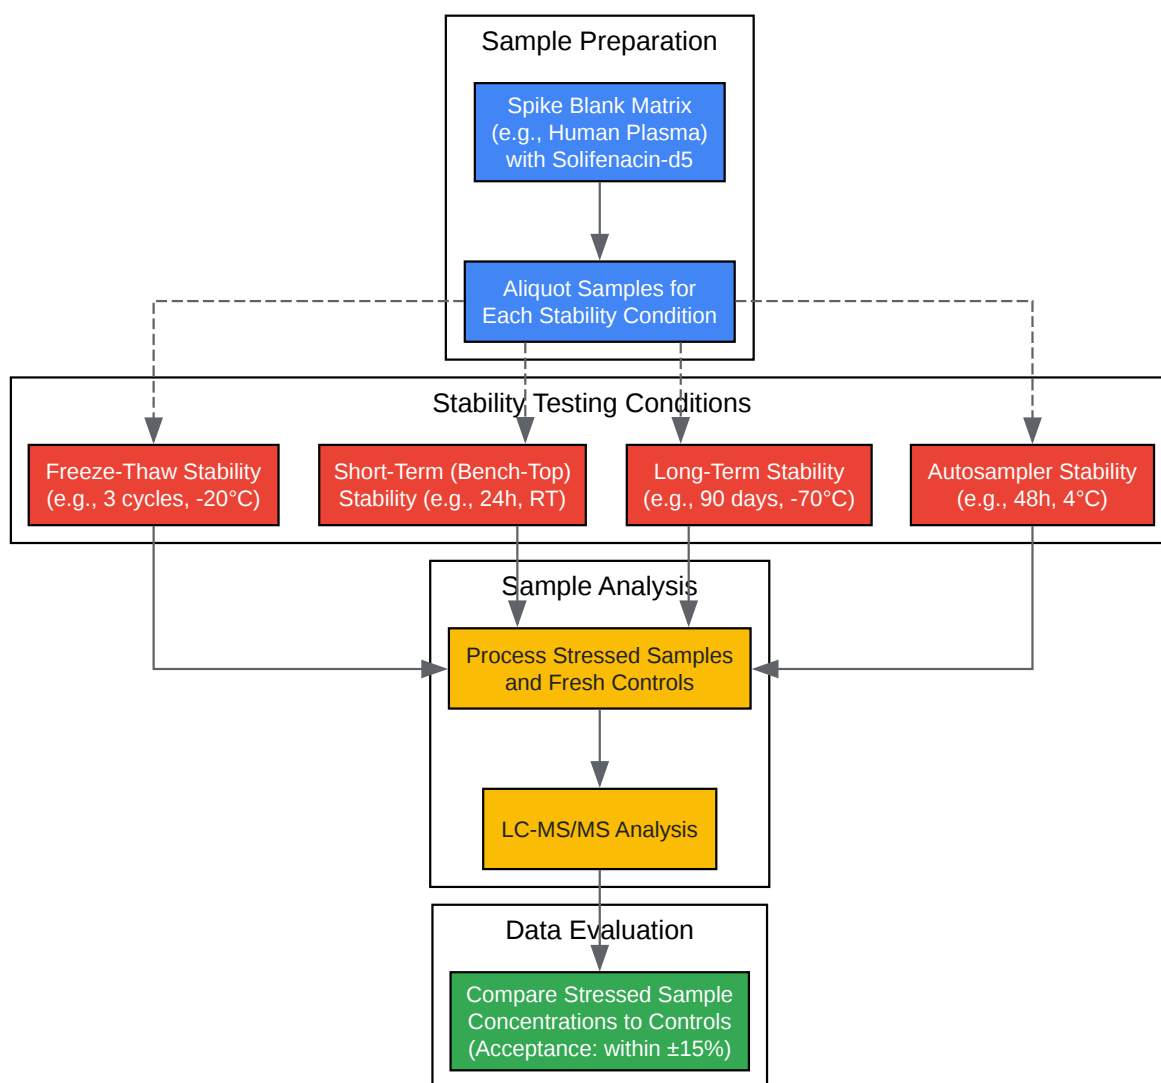 Sample Preparation
Spike Blank Matrix
(e.g., Human Plasma)
with Solifenacin-d5
Aliquot Samples for
Each Stability Condition
Stability Testing Conditions
Freeze-Thaw Stability
(e.g., 3 cycles, -20°C)
Short-Term (Bench-Top)
Stability (e.g., 24h, RT)
Long-Term Stability
(e.g., 90 days, -70°C)
Autosampler Stability
(e.g., 48h, 4°C)
Sample Analysis
Process Stressed Samples
and Fresh Controls
LC-MS/MS Analysis
Data Evaluation
Compare Stressed Sample
Concentrations to Controls
(Acceptance: within ±15%)